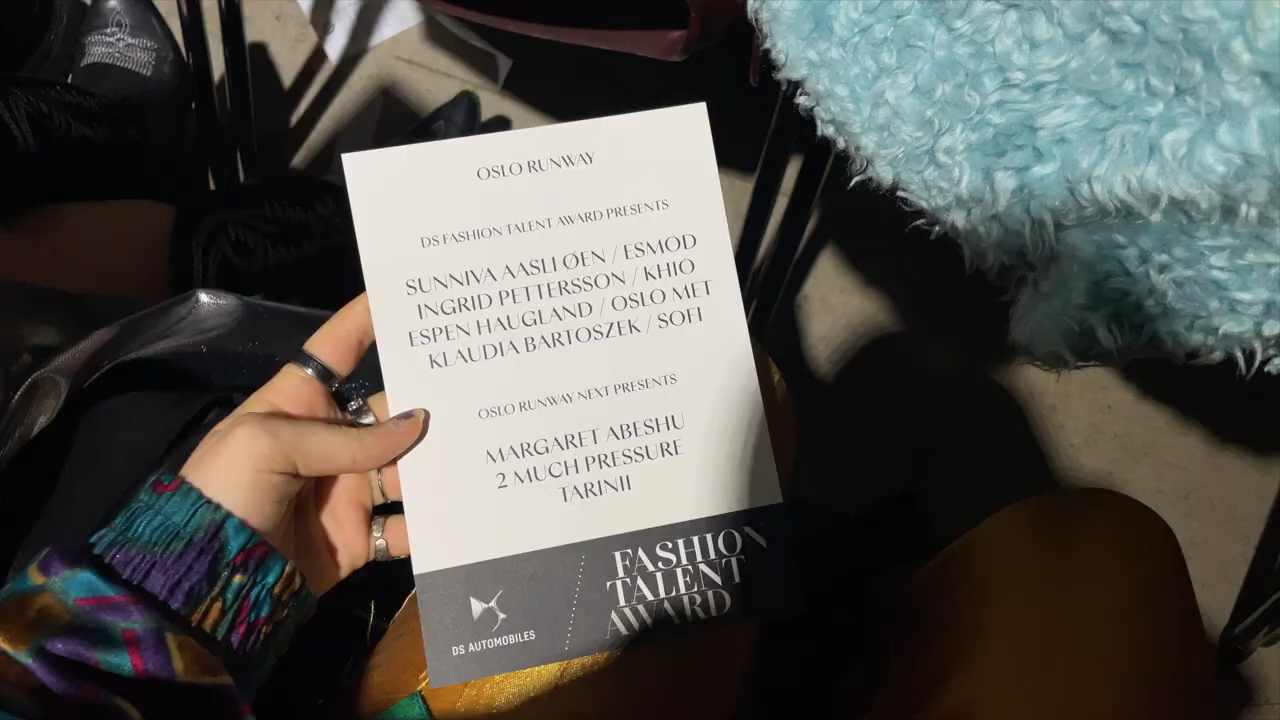 OSLO RUNWAY
DS FASHION TALENT AWARD PRESENTS
SUNNIVA AASLI ØEN / ESMOD
INGRID PETTERSSON / KHIO
ESPEN HAUGLAND / OSLO MET
KLAUDIA BARTOSZEK / SOFI
OSLO RUNWAY NEXT PRESENTS
MARGARET ABESHU
2 MUCH PRESSURE
TARINII
DS AUTOMOBILES
FASHION
TALENT
AWARD